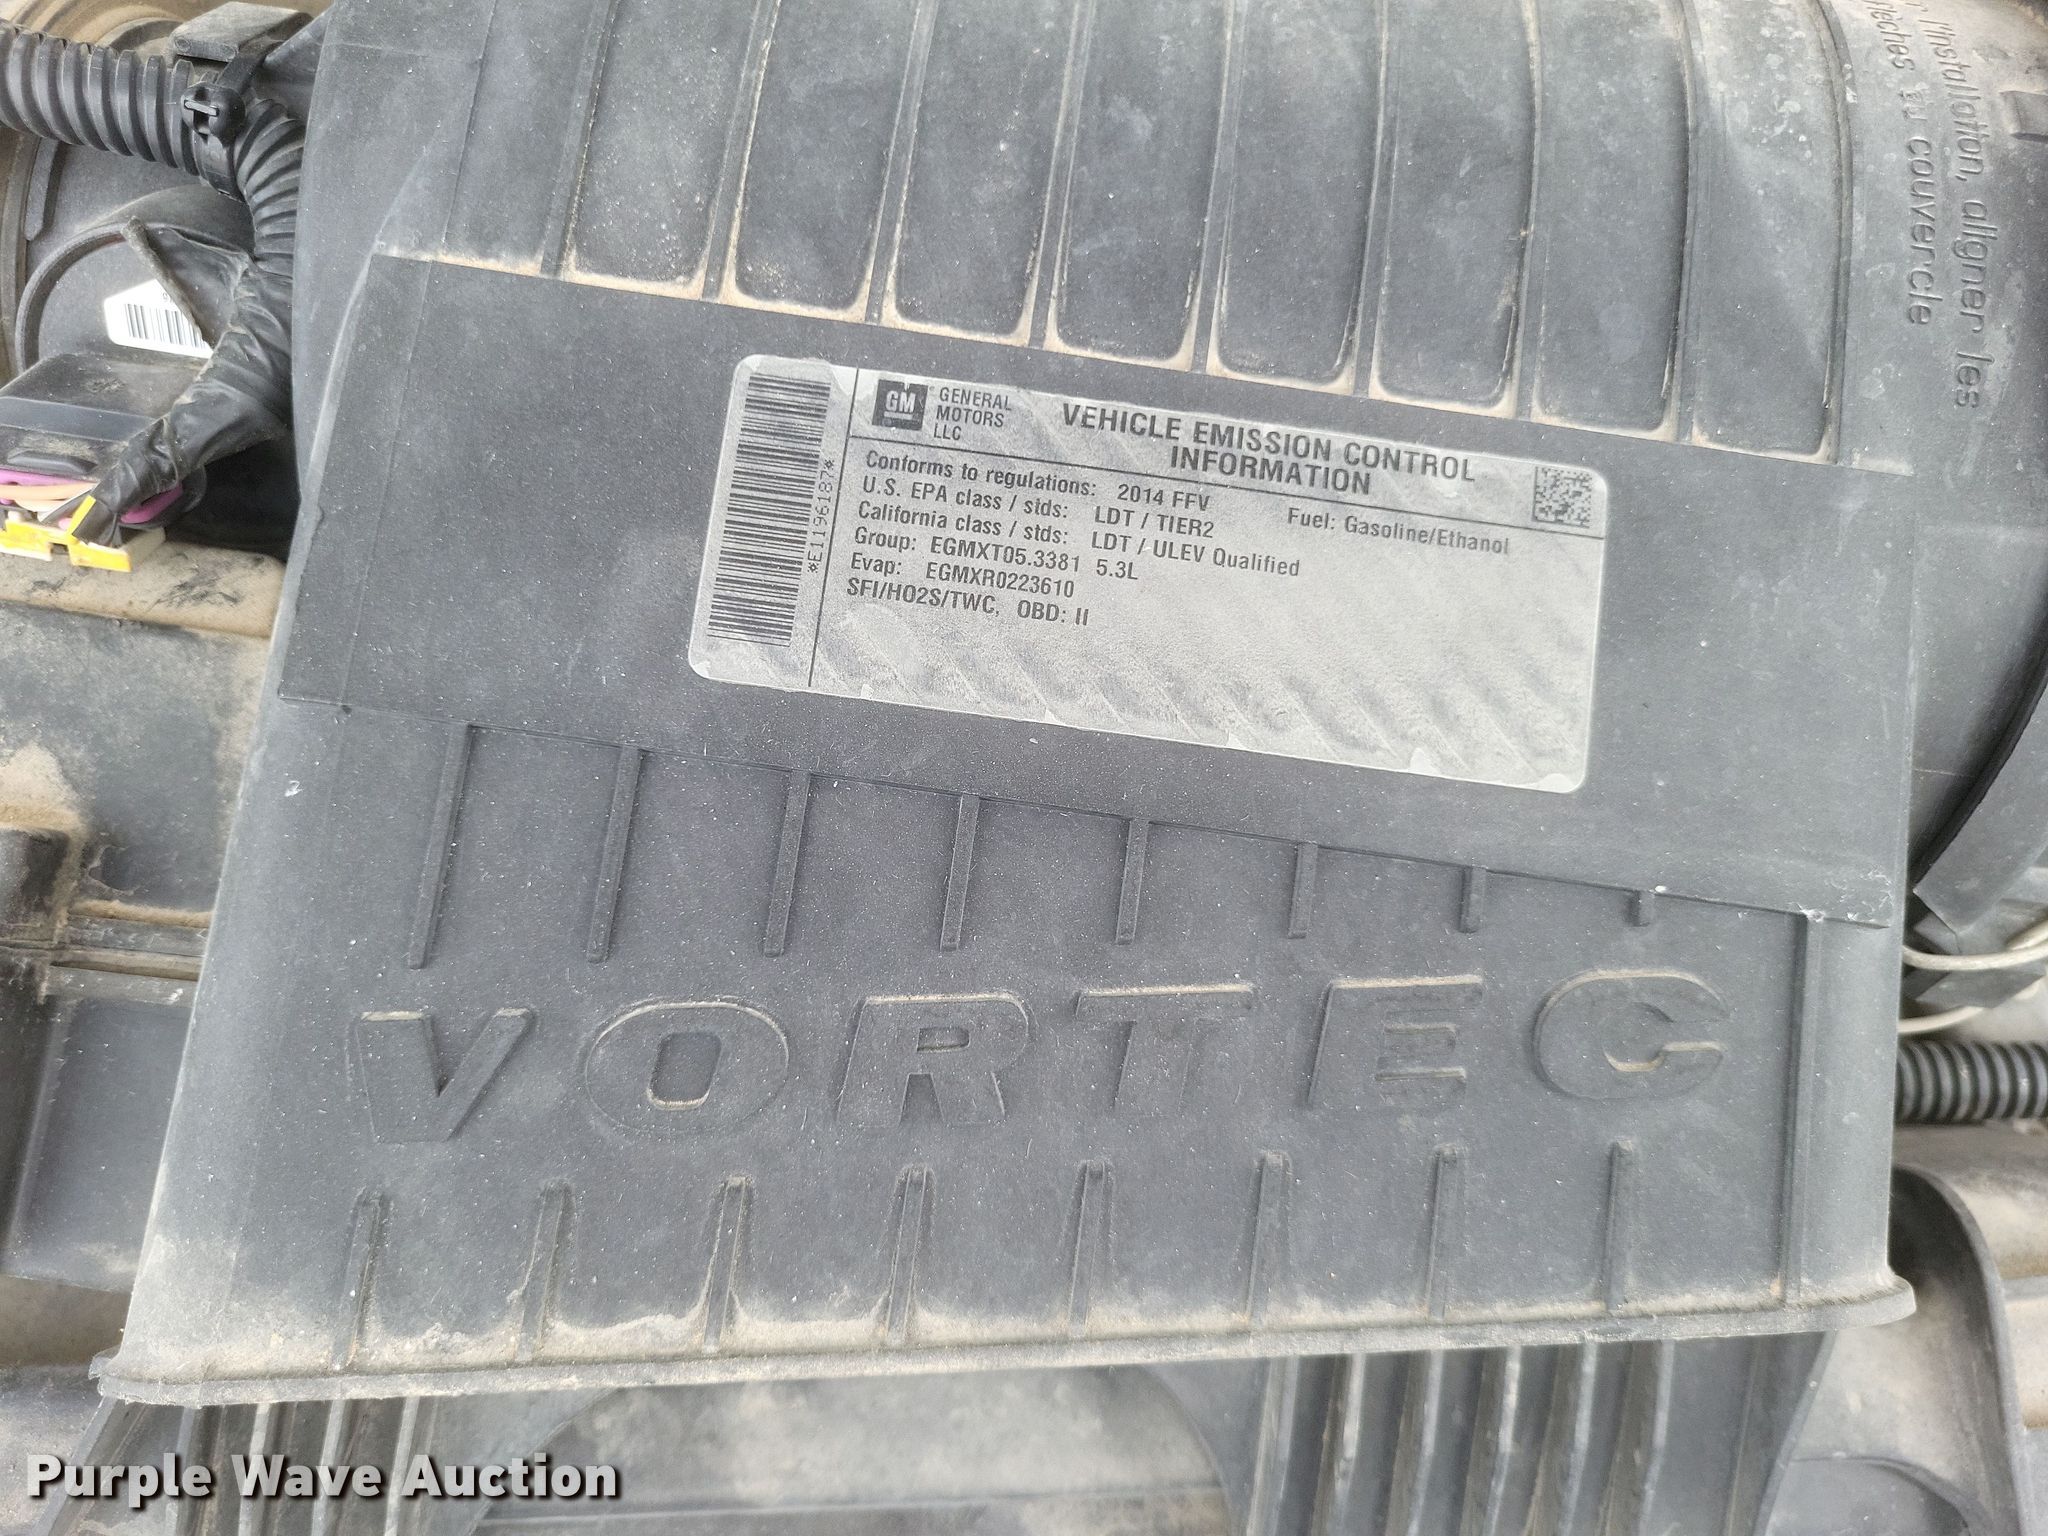 l'installation, aligner les
couvercle
GM
GENERAL
MOTORS
LLC
VEHICLE EMISSION CONTROL
INFORMATION
Conforms to regulations: 2014 FFV Fuel: Gasoline/Ethanol
U.S. EPA class / stds: LDT / TIER2
California class / stds: LDT / ULEV Qualified
Group: EGMXT05.3381 5.3L
Evap: EGMXR0223610
SFI/HO2S/TWC, OBD: II
*E1196187*
VORTEC
Purple Wave Auction